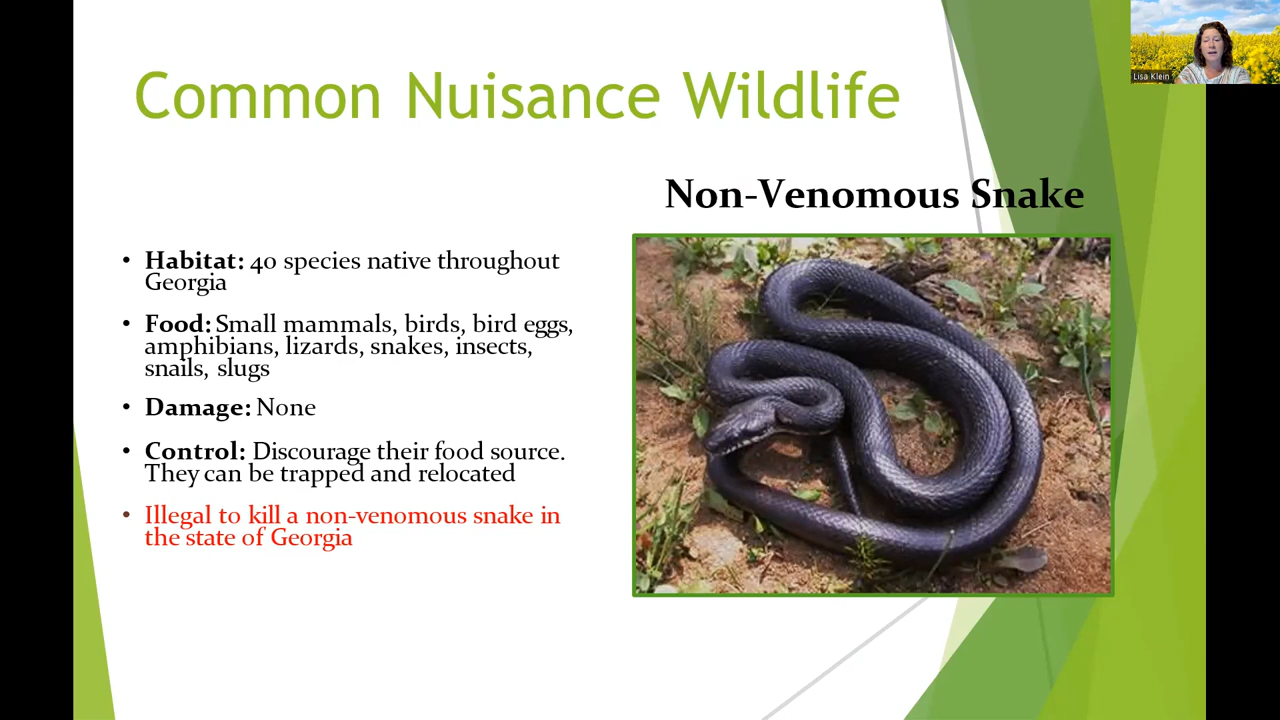 Common Nuisance Wildlife
Lisa Klein
Non-Venomous Snake
• Habitat: 40 species native throughout
Georgia
• Food: Small mammals, birds, bird eggs,
amphibians, lizards, snakes, insects,
snails, slugs
• Damage: None
• Control: Discourage their food source.
They can be trapped and relocated
• Illegal to kill a non-venomous snake in
the state of Georgia